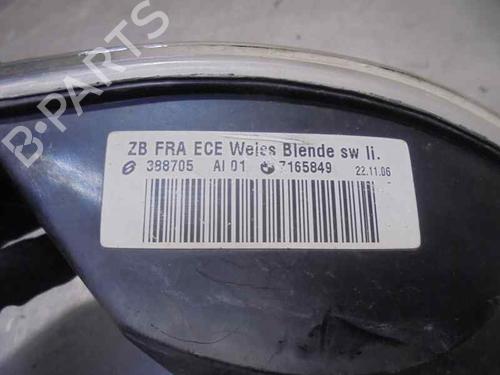 B-PARTS
ZB FRA ECE Weiss Blende sw li.
388705 AI 01 7165849 22.11.06